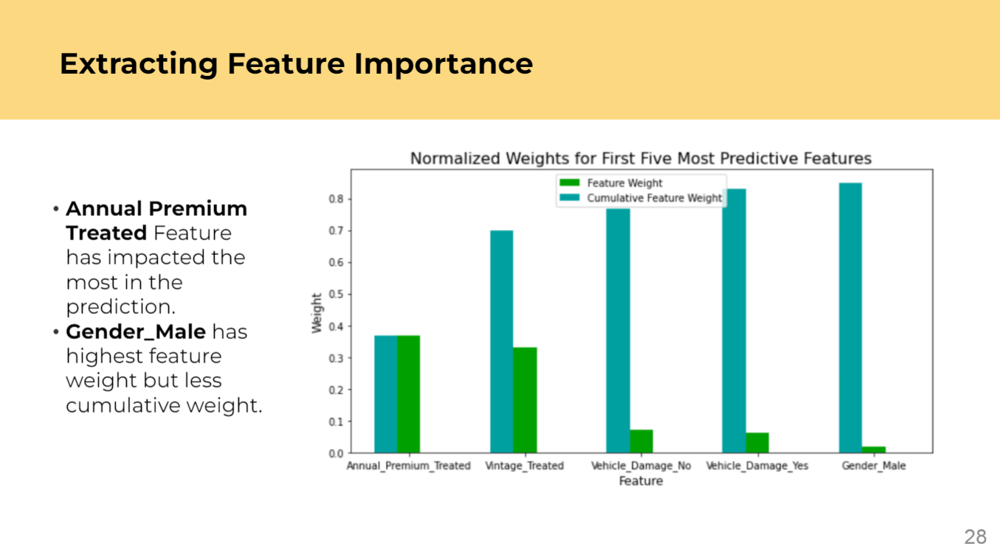 Extracting Feature Importance
• Annual Premium
Treated Feature
has impacted the
most in the
prediction.
• Gender_Male has
highest feature
weight but less
cumulative weight.
Normalized Weights for First Five Most Predictive Features
Feature Weight
Cumulative Feature Weight
0.8
0.7
0.6
0.5
0.4
0.3
0.2
0.1
0.0
Weight
Annual_Premium_Treated Vintage_Treated Vehicle_Damage_No Vehicle_Damage_Yes Gender_Male
Feature
28